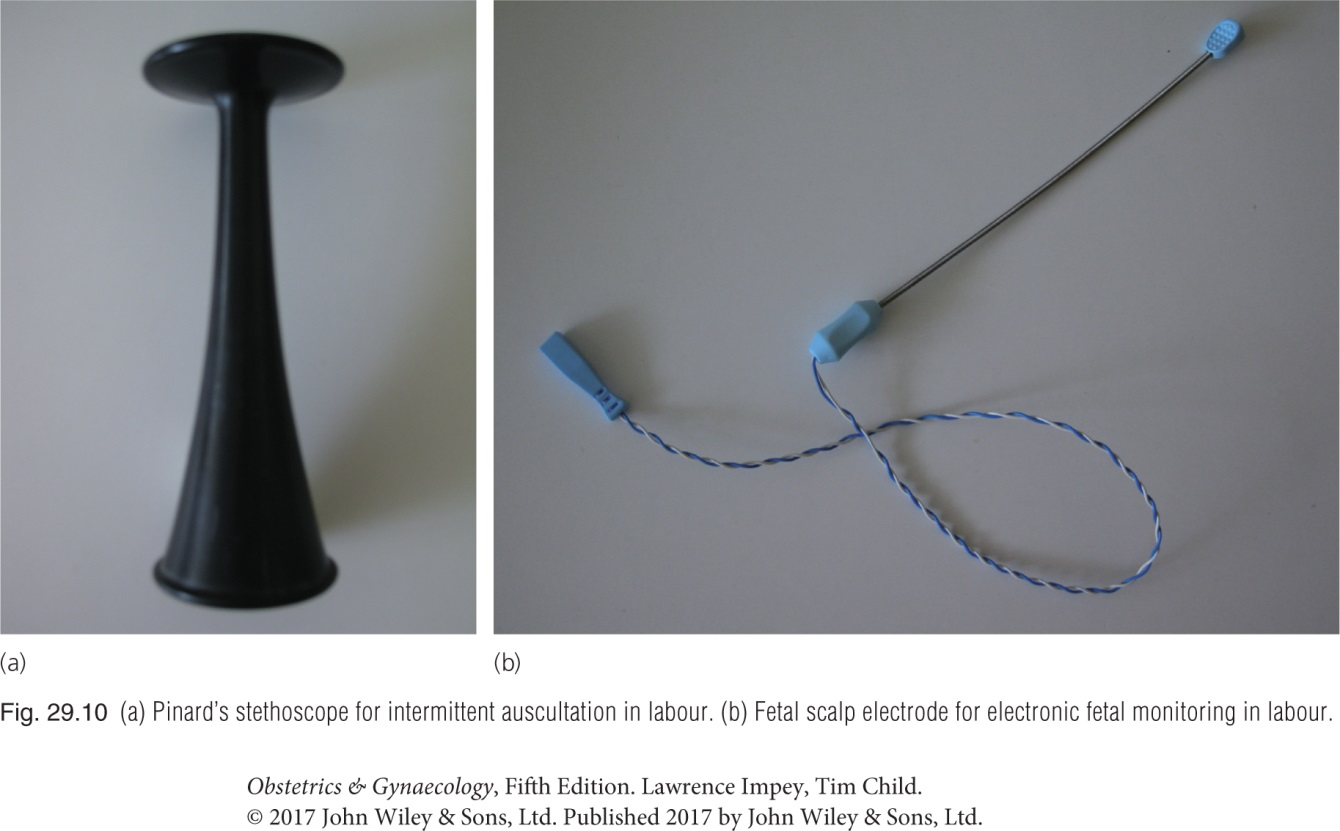 (a)
(b)
Fig. 29.10 (a) Pinard’s stethoscope for intermittent auscultation in labour. (b) Fetal scalp electrode for electronic fetal monitoring in labour.
Obstetrics & Gynaecology, Fifth Edition. Lawrence Impey, Tim Child.
© 2017 John Wiley & Sons, Ltd. Published 2017 by John Wiley & Sons, Ltd.